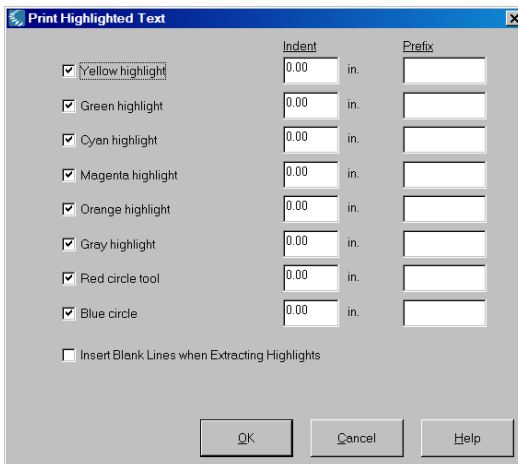 Print Highlighted Text
Indent Prefix
Yellow highlight 0.00 in.
Green highlight 0.00 in.
Cyan highlight 0.00 in.
Magenta highlight 0.00 in.
Orange highlight 0.00 in.
Gray highlight 0.00 in.
Red circle tool 0.00 in.
Blue circle 0.00 in.
Insert Blank Lines when Extracting Highlights
OK Cancel Help